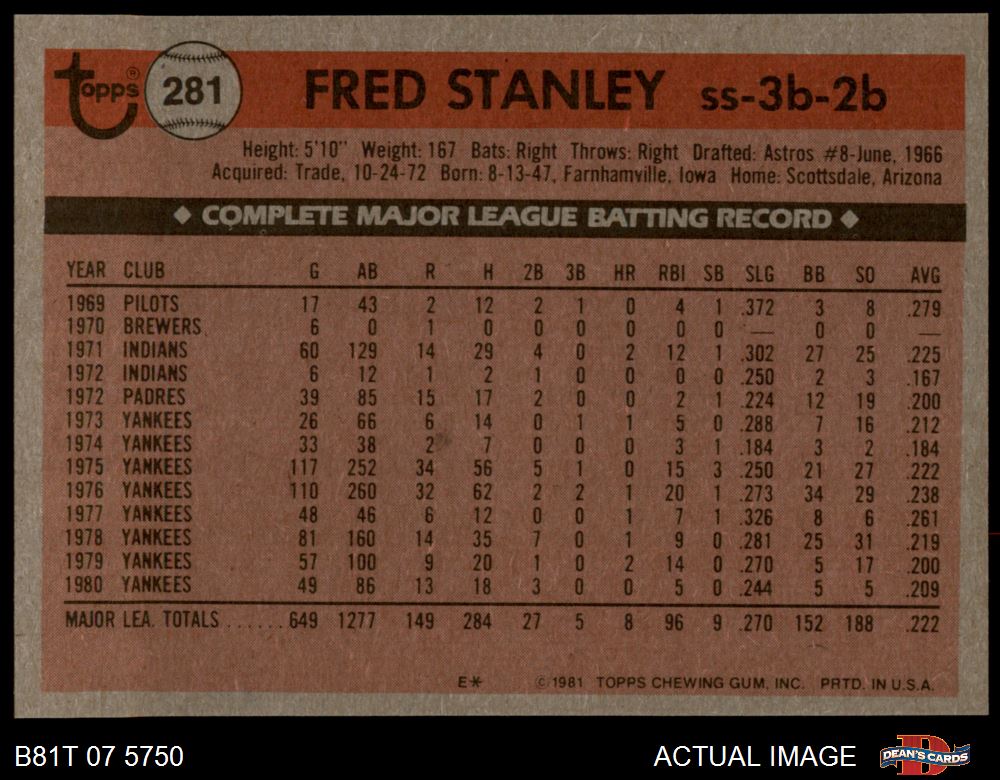 Topps® 281 FRED STANLEY ss-3b-2b
Height: 5'10" Weight: 167 Bats: Right Throws: Right Drafted: Astros #8-June, 1966
Acquired: Trade, 10-24-72 Born: 8-13-47, Farnhamville, Iowa Home: Scottsdale, Arizona
◆ COMPLETE MAJOR LEAGUE BATTING RECORD ◆
YEAR CLUB G AB R H 2B 3B HR RBI SB SLG BB SO AVG
1969 PILOTS 17 43 2 12 2 1 0 4 1 .372 3 8 .279
1970 BREWERS 6 0 1 0 0 0 0 0 0 — 0 0 —
1971 INDIANS 60 129 14 29 4 0 2 12 1 .302 27 25 .225
1972 INDIANS 6 12 1 2 1 0 0 0 0 .250 2 3 .167
1972 PADRES 39 85 15 17 2 0 0 2 1 .224 12 19 .200
1973 YANKEES 26 66 6 14 0 1 1 5 0 .288 7 16 .212
1974 YANKEES 33 38 2 7 0 0 0 3 1 .184 3 2 .184
1975 YANKEES 117 252 34 56 5 1 0 15 3 .250 21 27 .222
1976 YANKEES 110 260 32 62 2 2 1 20 1 .273 34 29 .238
1977 YANKEES 48 46 6 12 0 0 1 7 1 .326 8 6 .261
1978 YANKEES 81 160 14 35 7 0 1 9 0 .281 25 31 .219
1979 YANKEES 57 100 9 20 1 0 2 14 0 .270 5 17 .200
1980 YANKEES 49 86 13 18 3 0 0 5 0 .244 5 5 .209
MAJOR LEA. TOTALS ...... 649 1277 149 284 27 5 8 96 9 .270 152 188 .222
E* ©1981 TOPPS CHEWING GUM, INC. PRTD. IN U.S.A.
B81T 07 5750 ACTUAL IMAGE D DEAN'S CARDS